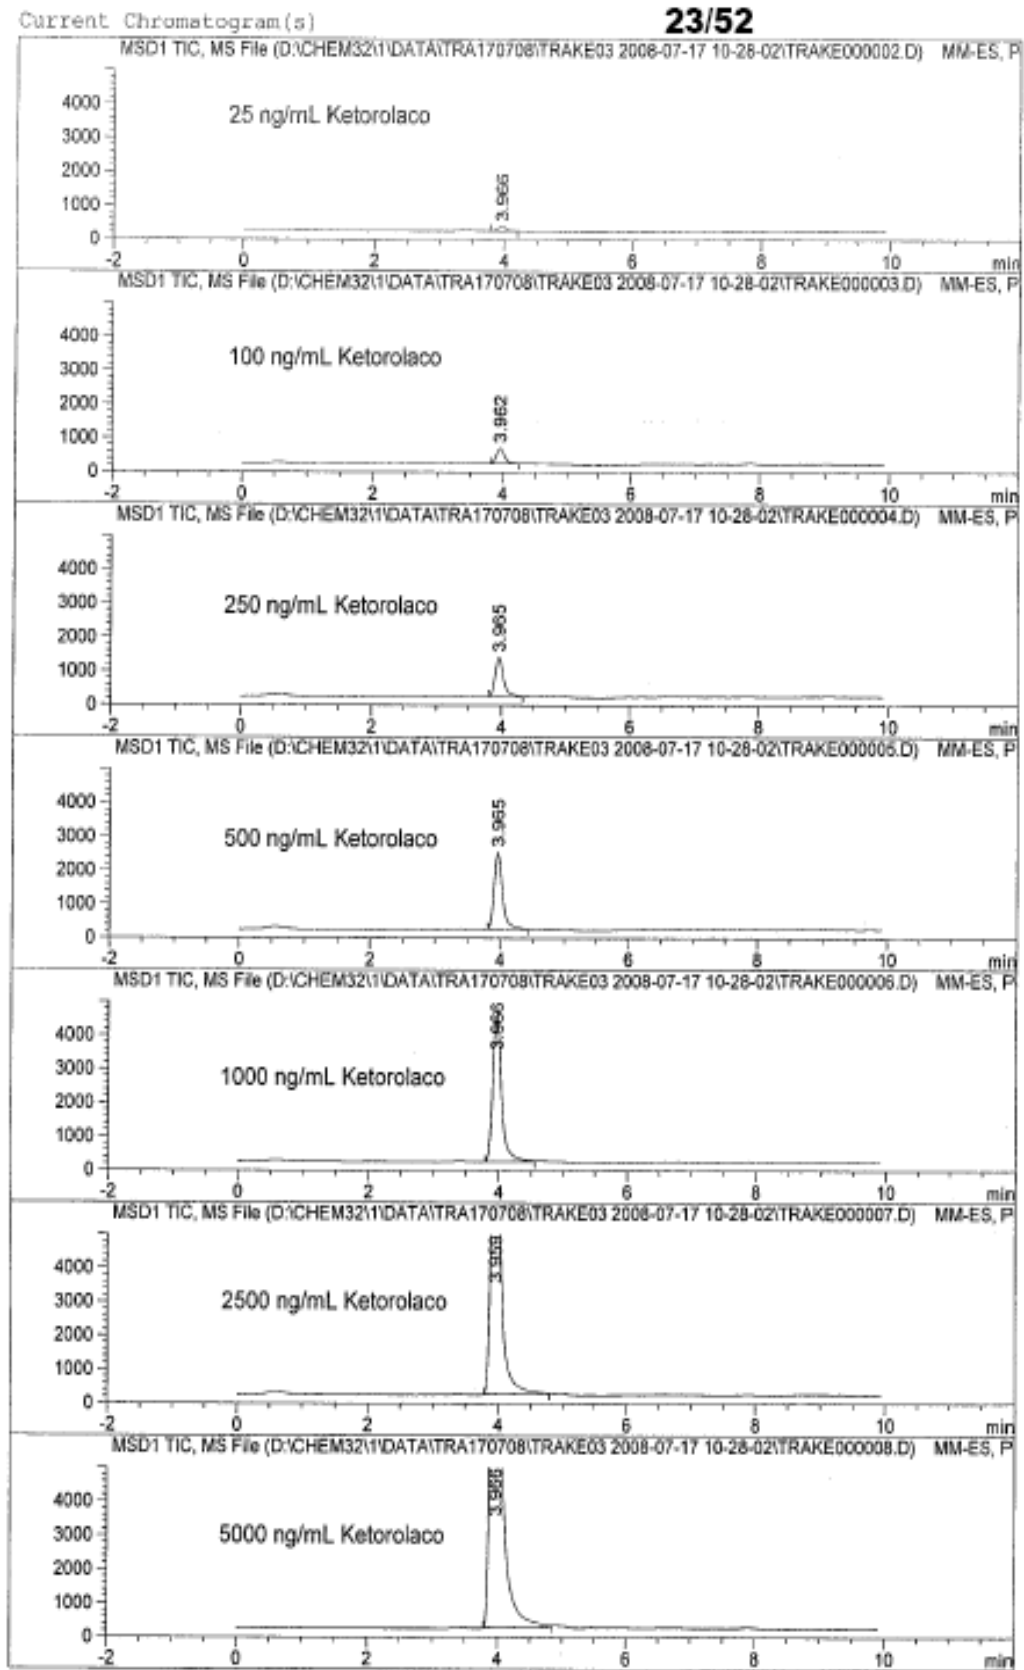 Current Chromatogram(s) 23/52
MSD1 TIC, MS File (D:\CHEM32\1\DATA\TRA170708\TRAKE03 2008-07-17 10-28-02\TRAKE000002.D) MM-ES, P
25 ng/mL Ketorolaco
4000
3000
2000
1000
0
3.966
-2 0 2 4 6 8 10 min
MSD1 TIC, MS File (D:\CHEM32\1\DATA\TRA170708\TRAKE03 2008-07-17 10-28-02\TRAKE000003.D) MM-ES, P
100 ng/mL Ketorolaco
4000
3000
2000
1000
0
3.962
-2 0 2 4 6 8 10 min
MSD1 TIC, MS File (D:\CHEM32\1\DATA\TRA170708\TRAKE03 2008-07-17 10-28-02\TRAKE000004.D) MM-ES, P
250 ng/mL Ketorolaco
4000
3000
2000
1000
0
3.965
-2 0 2 4 6 8 10 min
MSD1 TIC, MS File (D:\CHEM32\1\DATA\TRA170708\TRAKE03 2008-07-17 10-28-02\TRAKE000005.D) MM-ES, P
500 ng/mL Ketorolaco
4000
3000
2000
1000
0
3.965
-2 0 2 4 6 8 10 min
MSD1 TIC, MS File (D:\CHEM32\1\DATA\TRA170708\TRAKE03 2008-07-17 10-28-02\TRAKE000006.D) MM-ES, P
1000 ng/mL Ketorolaco
4000
3000
2000
1000
0
3.966
-2 0 2 4 6 8 10 min
MSD1 TIC, MS File (D:\CHEM32\1\DATA\TRA170708\TRAKE03 2008-07-17 10-28-02\TRAKE000007.D) MM-ES, P
2500 ng/mL Ketorolaco
4000
3000
2000
1000
0
3.959
-2 0 2 4 6 8 10 min
MSD1 TIC, MS File (D:\CHEM32\1\DATA\TRA170708\TRAKE03 2008-07-17 10-28-02\TRAKE000008.D) MM-ES, P
5000 ng/mL Ketorolaco
4000
3000
2000
1000
0
3.966
-2 0 2 4 6 8 10 min